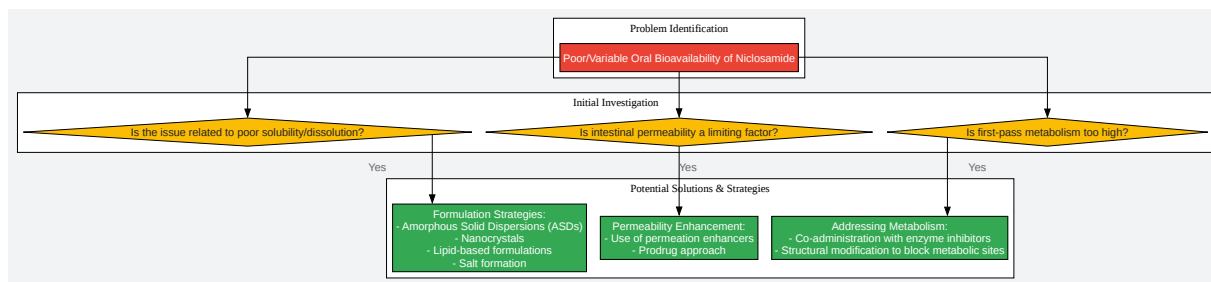 Problem Identification
Poor/Variable Oral Bioavailability of Niclosamide
Initial Investigation
Is the issue related to poor solubility/dissolution?
Is intestinal permeability a limiting factor?
Is first-pass metabolism too high?
Yes
Yes
Yes
Potential Solutions & Strategies
Formulation Strategies:
- Amorphous Solid Dispersions (ASDs)
- Nanocrystals
- Lipid-based formulations
- Salt formation
Permeability Enhancement:
- Use of permeation enhancers
- Prodrug approach
Addressing Metabolism:
- Co-administration with enzyme inhibitors
- Structural modification to block metabolic sites